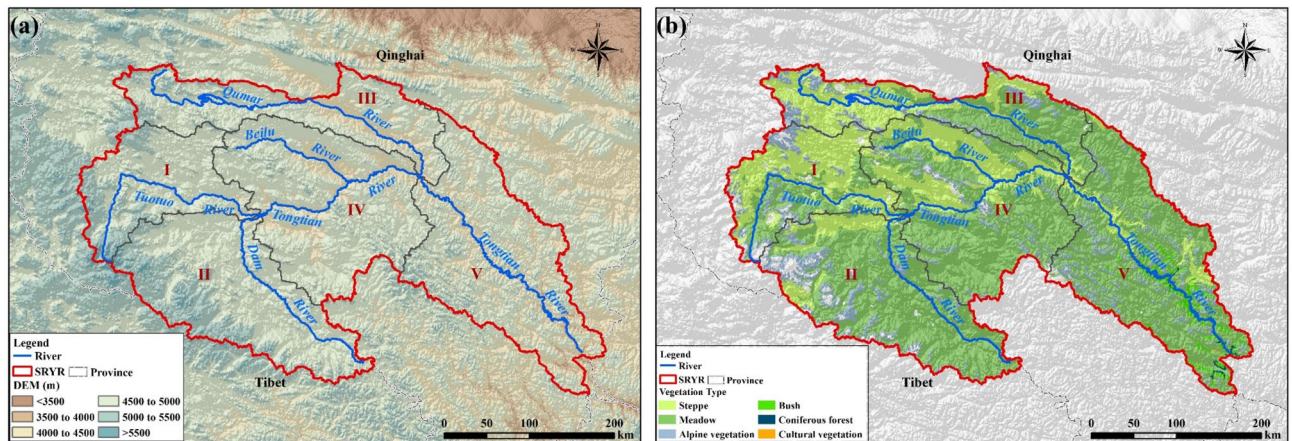 (a)
Qinghai
N
W E
S
III
Qumar
River
Beilu
River
I
Tuotuo
River
Tongtian
River
IV
Dam
River
II
Tongtian
River
V
Tibet
Legend
River
SRYR Province
DEM (m)
<3500 4500 to 5000
3500 to 4000 5000 to 5500
4000 to 4500 >5500
0 50 100 200
km
(b)
Qinghai
N
W E
S
III
Qumar
River
Beilu
River
I
Tuotuo
River
Tongtian
River
IV
Dam
River
II
Tongtian
River
V
Tibet
Legend
River
SRYR Province
Vegetation Type
Steppe Bush
Meadow Coniferous forest
Alpine vegetation Cultural vegetation
0 50 100 200
km